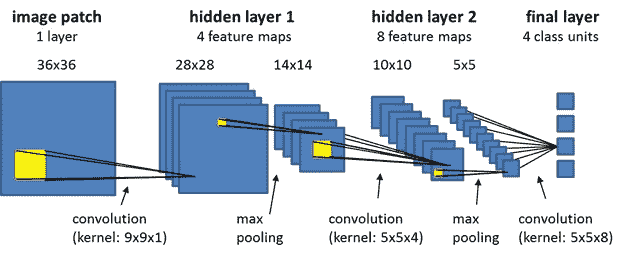 image patch
1 layer
36x36
hidden layer 1
4 feature maps
28x28
14x14
hidden layer 2
8 feature maps
10x10
5x5
final layer
4 class units
convolution
(kernel: 9x9x1)
max
pooling
convolution
(kernel: 5x5x4)
max
pooling
convolution
(kernel: 5x5x8)